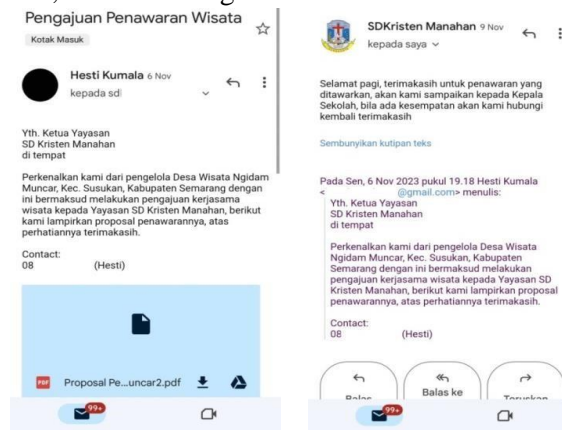 Pengajuan Penawaran Wisata
Kotak Masuk
Hesti Kumala 6 Nov
kepada sd
Yth. Ketua Yayasan
SD Kristen Manahan
di tempat
Perkenalkan kami dari pengelola Desa Wisata Ngidam
Muncar, Kec. Susukan, Kabupaten Semarang dengan
ini bermaksud melakukan pengajuan kerjasama
wisata kepada Yayasan SD Kristen Manahan, berikut
kami lampirkan proposal penawarannya, atas
perhatiannya terimakasih.
Contact:
08 (Hesti)
PDF Proposal Pe...uncar2.pdf
99+
SDKristen Manahan 9 Nov
kepada saya
Selamat pagi, terimakasih untuk penawaran yang
ditawarkan, akan kami sampaikan kepada Kepala
Sekolah, bila ada kesempatan akan kami hubungi
kembali terimakasih
Sembunyikan kutipan teks
Pada Sen, 6 Nov 2023 pukul 19.18 Hesti Kumala
< @gmail.com> menulis:
Yth. Ketua Yayasan
SD Kristen Manahan
di tempat
Perkenalkan kami dari pengelola Desa Wisata
Ngidam Muncar, Kec. Susukan, Kabupaten
Semarang dengan ini bermaksud melakukan
pengajuan kerjasama wisata kepada Yayasan SD
Kristen Manahan, berikut kami lampirkan proposal
penawarannya, atas perhatiannya terimakasih.
Contact:
08 (Hesti)
Balas
Balas ke
Teruskan
99+